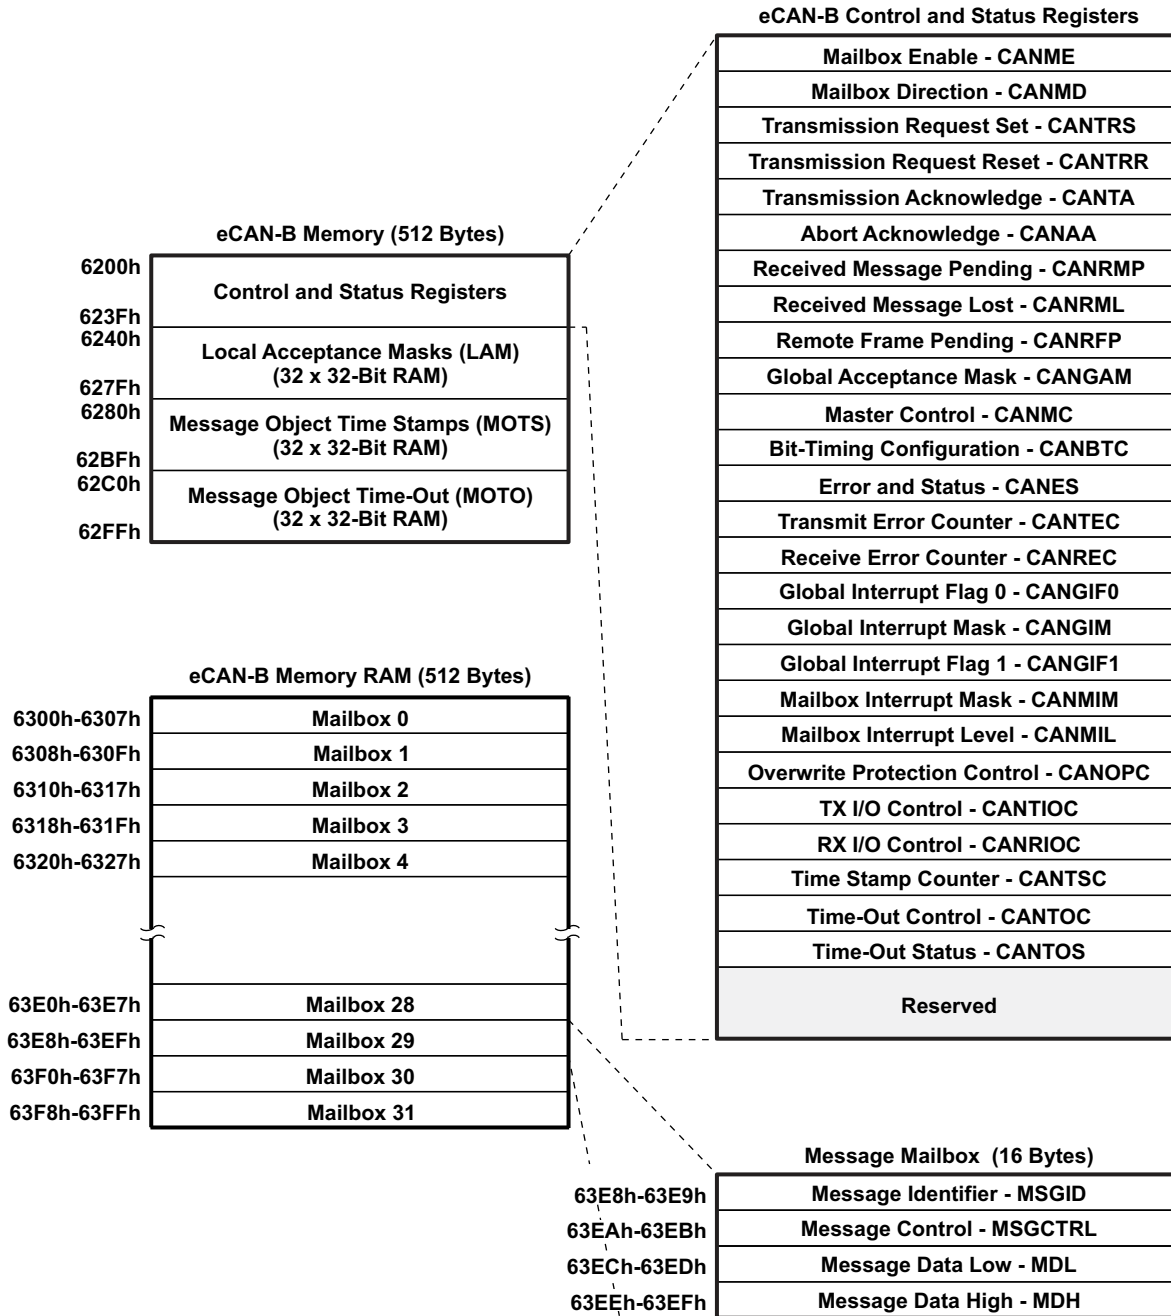 eCAN-B Control and Status Registers
Mailbox Enable - CANME
Mailbox Direction - CANMD
Transmission Request Set - CANTRS
Transmission Request Reset - CANTRR
Transmission Acknowledge - CANTA
Abort Acknowledge - CANAA
Received Message Pending - CANRMP
Received Message Lost - CANRML
Remote Frame Pending - CANRFP
Global Acceptance Mask - CANGAM
Master Control - CANMC
Bit-Timing Configuration - CANBTC
Error and Status - CANES
Transmit Error Counter - CANTEC
Receive Error Counter - CANREC
Global Interrupt Flag 0 - CANGIF0
Global Interrupt Mask - CANGIM
Global Interrupt Flag 1 - CANGIF1
Mailbox Interrupt Mask - CANMIM
Mailbox Interrupt Level - CANMIL
Overwrite Protection Control - CANOPC
TX I/O Control - CANTIOC
RX I/O Control - CANRIOC
Time Stamp Counter - CANTSC
Time-Out Control - CANTOC
Time-Out Status - CANTOS
Reserved
eCAN-B Memory (512 Bytes)
6200h
Control and Status Registers
623Fh
6240h
Local Acceptance Masks (LAM)
(32 x 32-Bit RAM)
627Fh
6280h
Message Object Time Stamps (MOTS)
(32 x 32-Bit RAM)
62BFh
62C0h
Message Object Time-Out (MOTO)
(32 x 32-Bit RAM)
62FFh
eCAN-B Memory RAM (512 Bytes)
6300h-6307h Mailbox 0
6308h-630Fh Mailbox 1
6310h-6317h Mailbox 2
6318h-631Fh Mailbox 3
6320h-6327h Mailbox 4
63E0h-63E7h Mailbox 28
63E8h-63EFh Mailbox 29
63F0h-63F7h Mailbox 30
63F8h-63FFh Mailbox 31
Message Mailbox (16 Bytes)
63E8h-63E9h Message Identifier - MSGID
63EAh-63EBh Message Control - MSGCTRL
63ECh-63EDh Message Data Low - MDL
63EEh-63EFh Message Data High - MDH